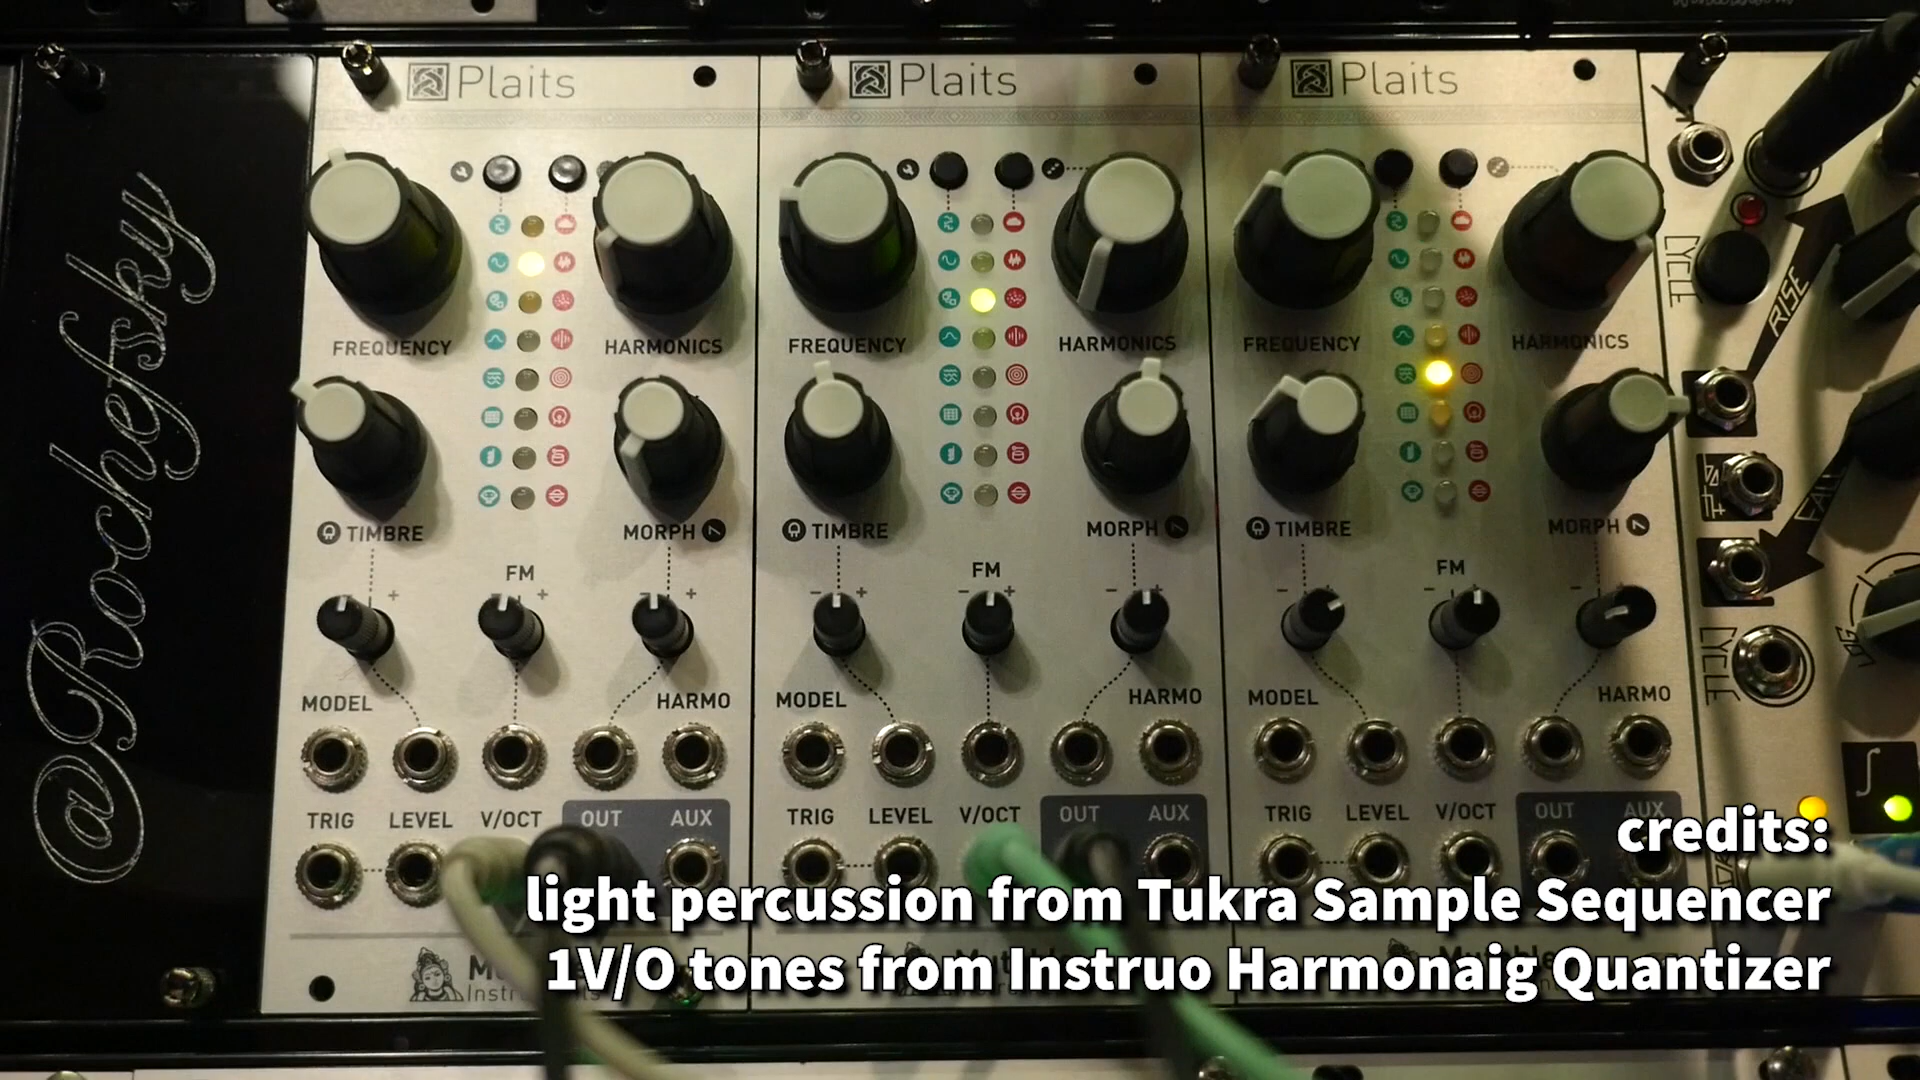 @Rochefsky
Plaits
Plaits
Plaits
FREQUENCY
HARMONICS
FREQUENCY
HARMONICS
FREQUENCY
HARMONICS
CYCLE
RISE
TIMBRE
MORPH
TIMBRE
MORPH
TIMBRE
MORPH
FALL
FM
FM
FM
- +
- +
MODEL
HARMO
MODEL
HARMO
MODEL
HARMO
CYCLE
TRIG
LEVEL
V/OCT
OUT
AUX
TRIG
LEVEL
V/OCT
OUT
AUX
TRIG
LEVEL
V/OCT
OUT
AUX
credits:
light percussion from Tukra Sample Sequencer
1V/O tones from Instruo Harmonaig Quantizer